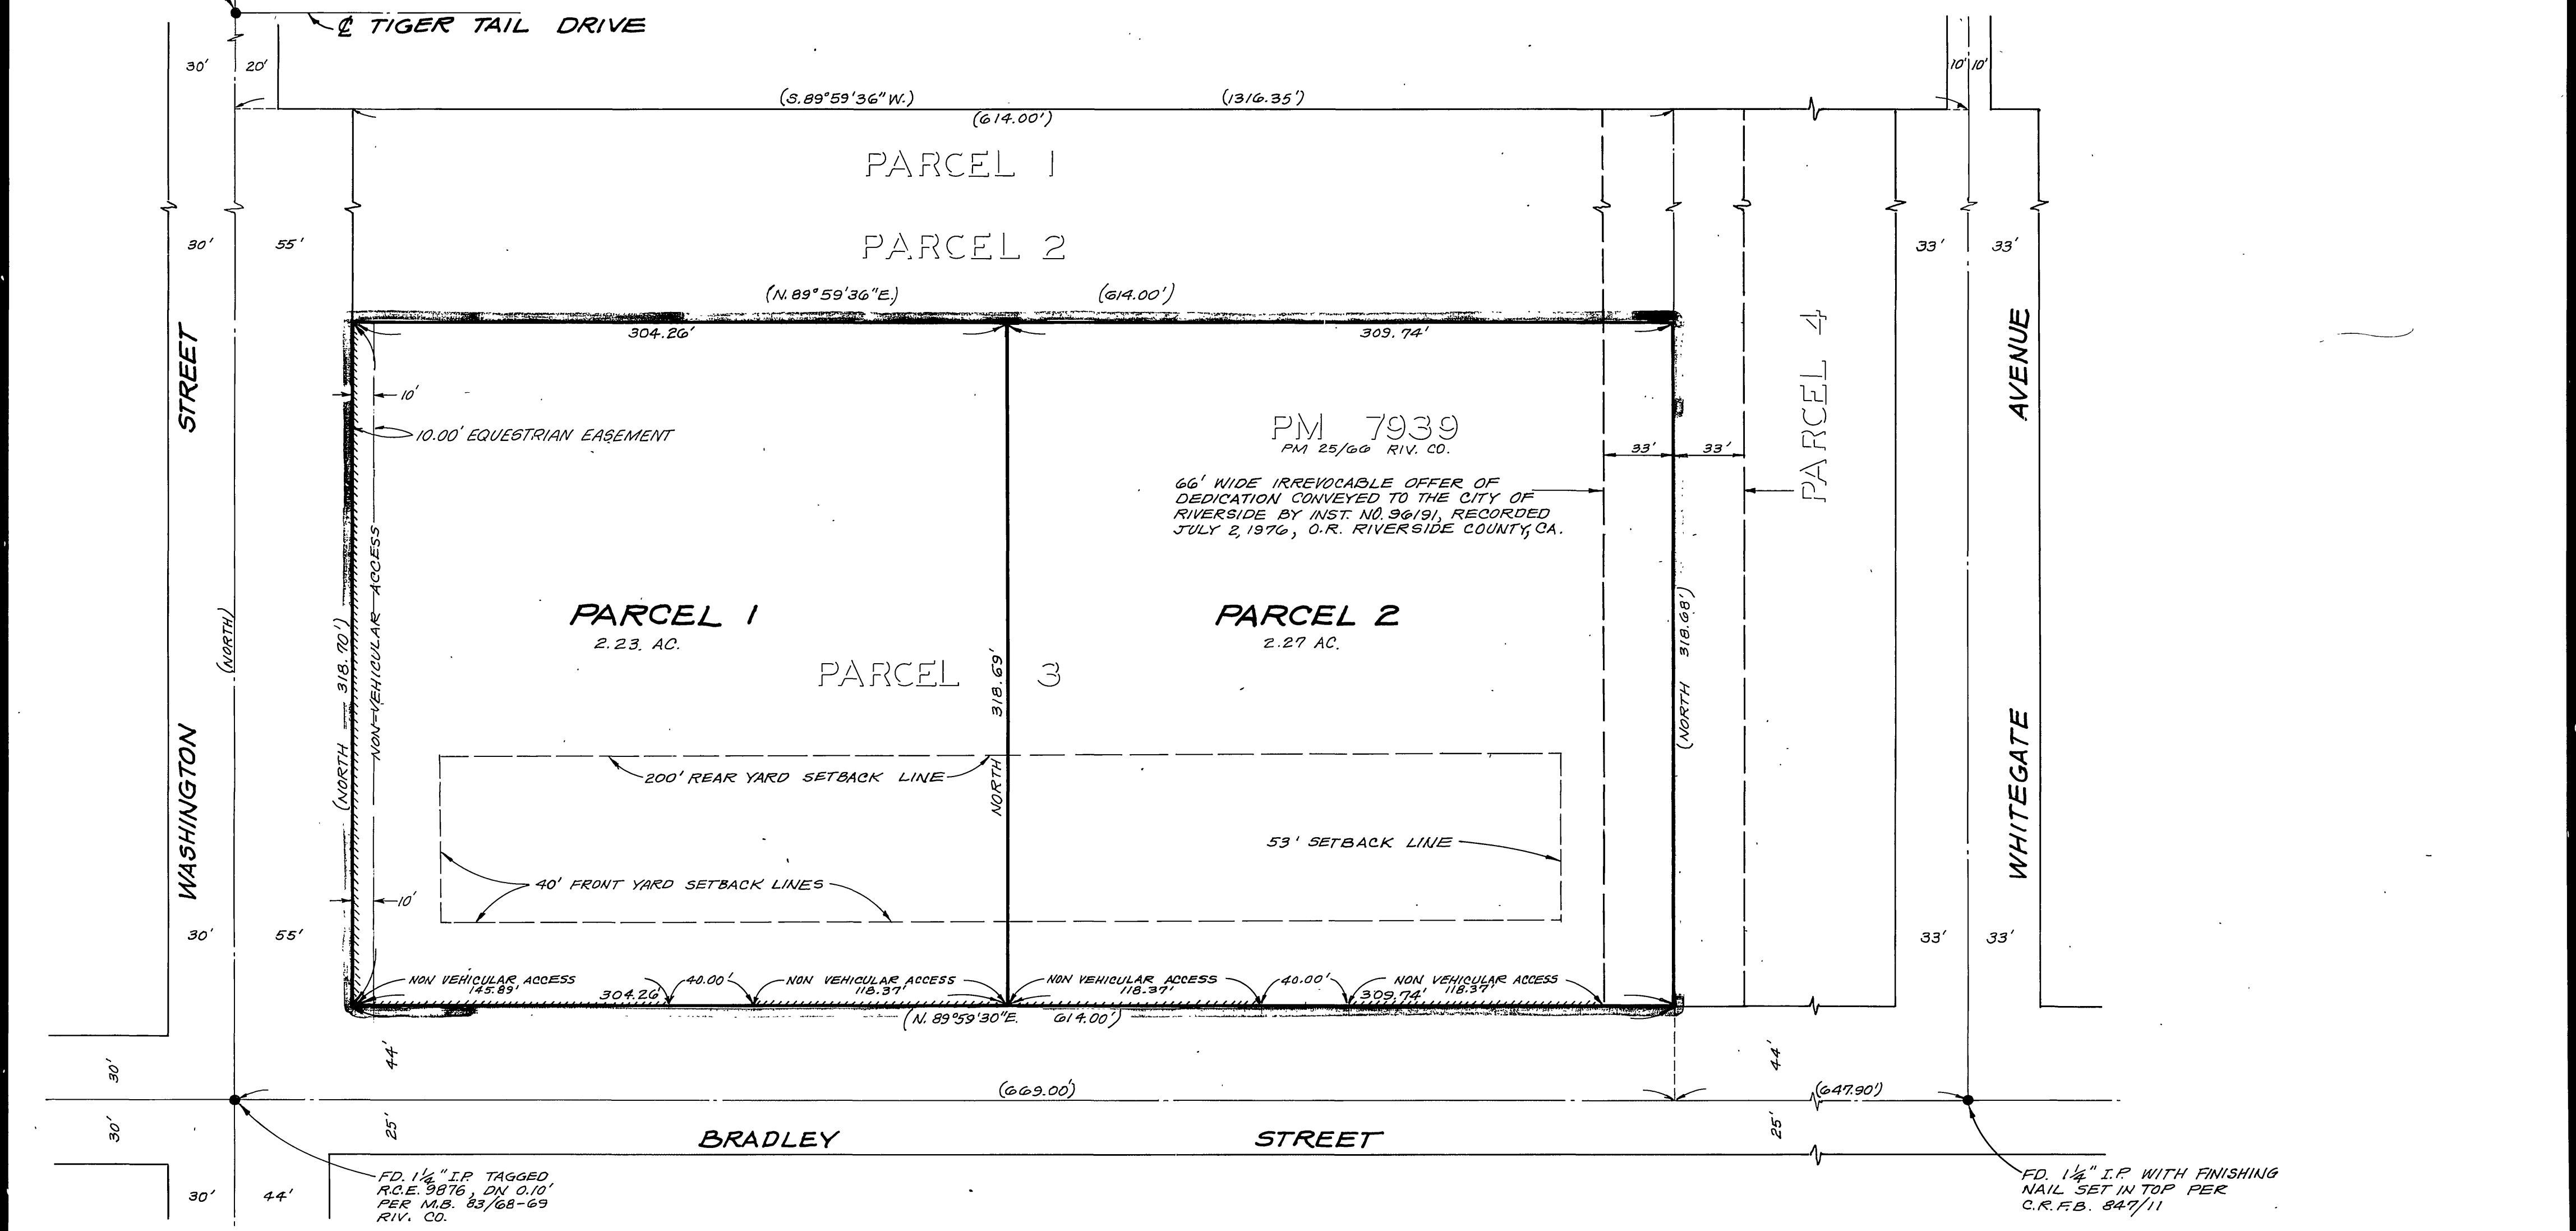 ℄ TIGER TAIL DRIVE
30' 20'
10' 10'
(S.89°59'36"W.) (1316.35')
(614.00')
PARCEL 1
30' 55'
PARCEL 2
33' 33'
(N.89°59'36"E.) (614.00')
304.26' 309.74'
STREET
AVENUE
PARCEL 4
10'
10.00' EQUESTRIAN EASEMENT
PM 7939
PM 25/66 RIV. CO.
33' 33'
66' WIDE IRREVOCABLE OFFER OF
DEDICATION CONVEYED TO THE CITY OF
RIVERSIDE BY INST. NO. 96191, RECORDED
JULY 2, 1976, O.R. RIVERSIDE COUNTY, CA.
NON-VEHICULAR ACCESS
(NORTH)
(NORTH 318.70')
PARCEL 1
2.23 AC.
PARCEL 2
2.27 AC.
PARCEL 3
NORTH 318.69'
(NORTH 318.68')
WASHINGTON
WHITEGATE
200' REAR YARD SETBACK LINE
53' SETBACK LINE
40' FRONT YARD SETBACK LINES
10'
30' 55'
33' 33'
NON VEHICULAR ACCESS 40.00' NON VEHICULAR ACCESS NON VEHICULAR ACCESS 40.00' NON VEHICULAR ACCESS
145.89' 304.26' 118.37' 118.37' 309.74' 118.37'
(N. 89°59'30"E. 614.00')
30' 44' 44'
(669.00') (647.90')
30' 25' 25'
BRADLEY STREET
FD. 1¼" I.P. TAGGED
R.C.E. 9876, DN 0.10'
PER M.B. 83/68-69
RIV. CO.
30' 44'
FD. 1¼" I.P. WITH FINISHING
NAIL SET IN TOP PER
C.R.F.B. 847/11